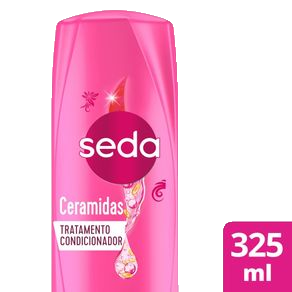 seda
Ceramidas
TRATAMENTO
CONDICIONADOR
325
ml